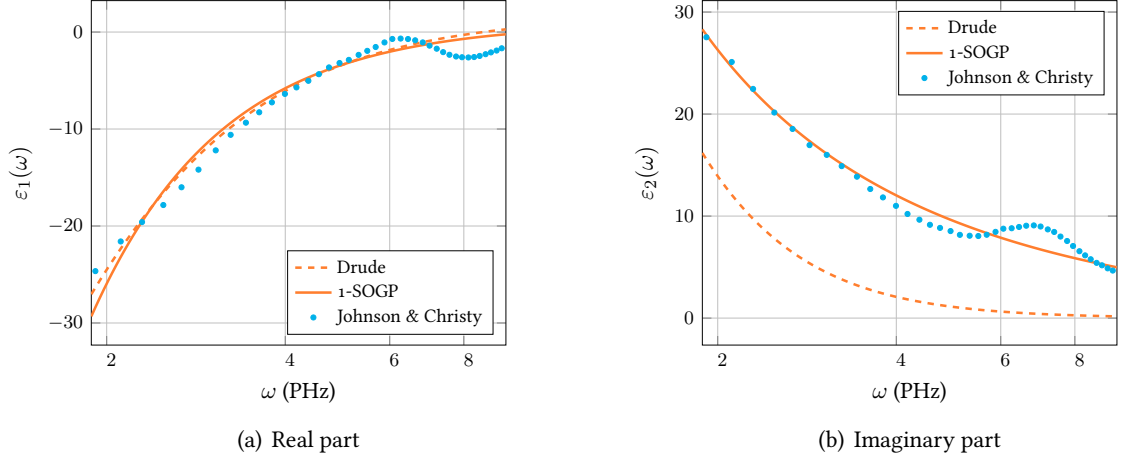 0
−10
−20
−30
ε₁(ω)
Drude
1-SOGP
Johnson & Christy
2
4
6
8
ω (PHz)
(a) Real part
30
20
10
0
ε₂(ω)
Drude
1-SOGP
Johnson & Christy
2
4
6
8
ω (PHz)
(b) Imaginary part